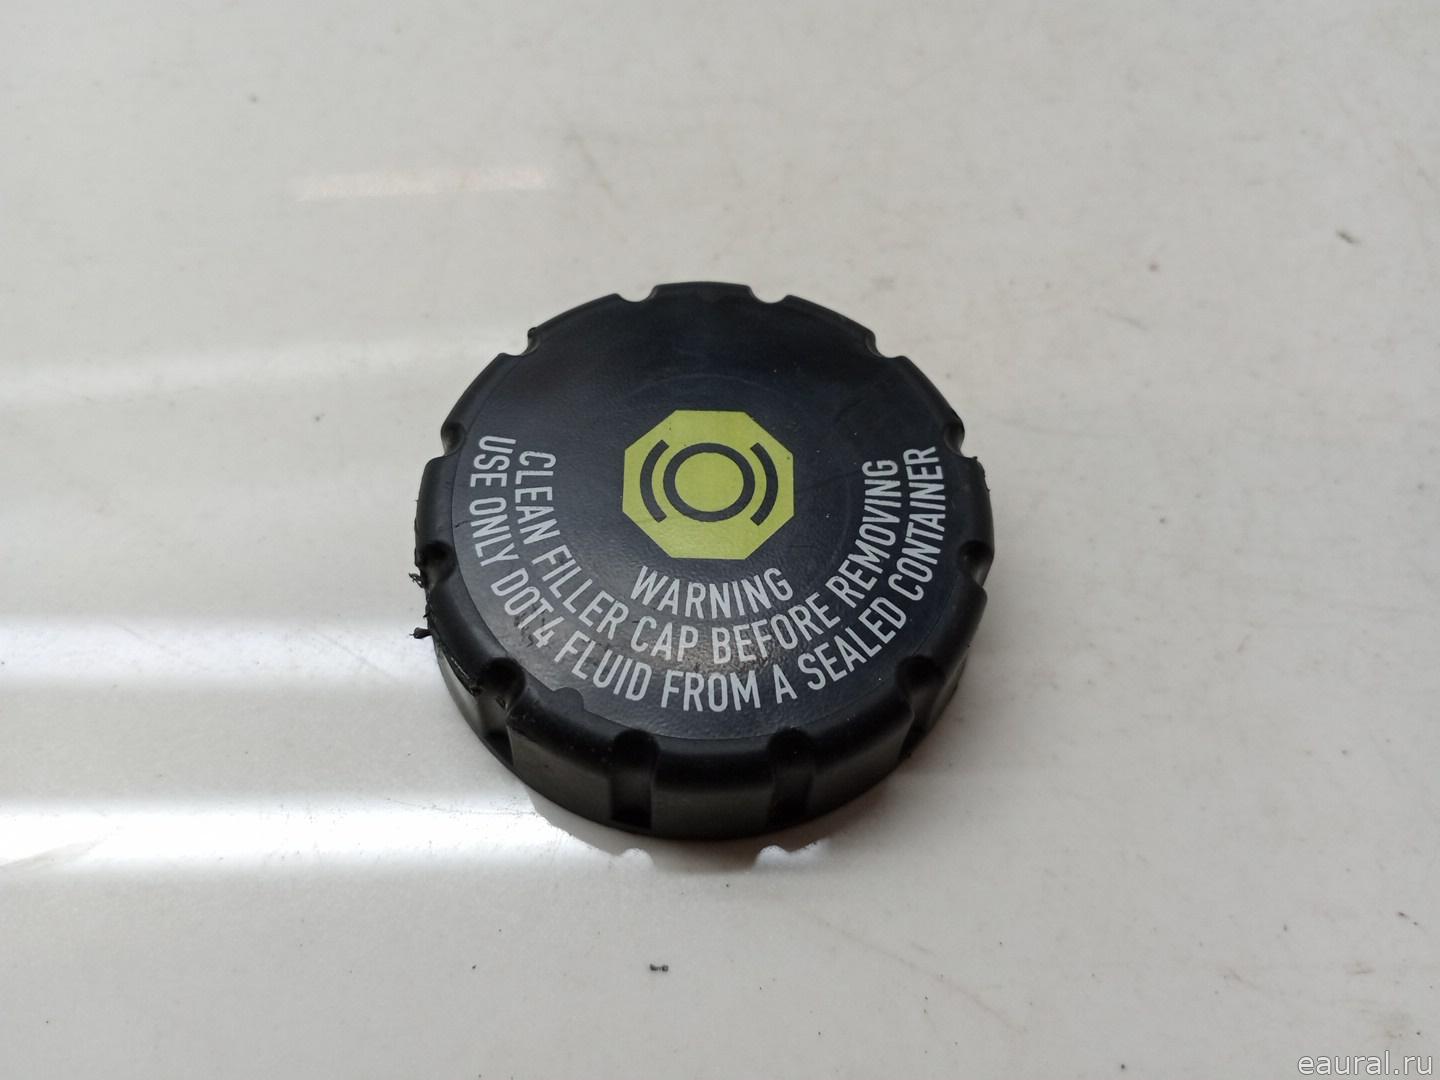 WARNING
CLEAN FILLER CAP BEFORE REMOVING
USE ONLY DOT4 FLUID FROM A SEALED CONTAINER
eaural.ru